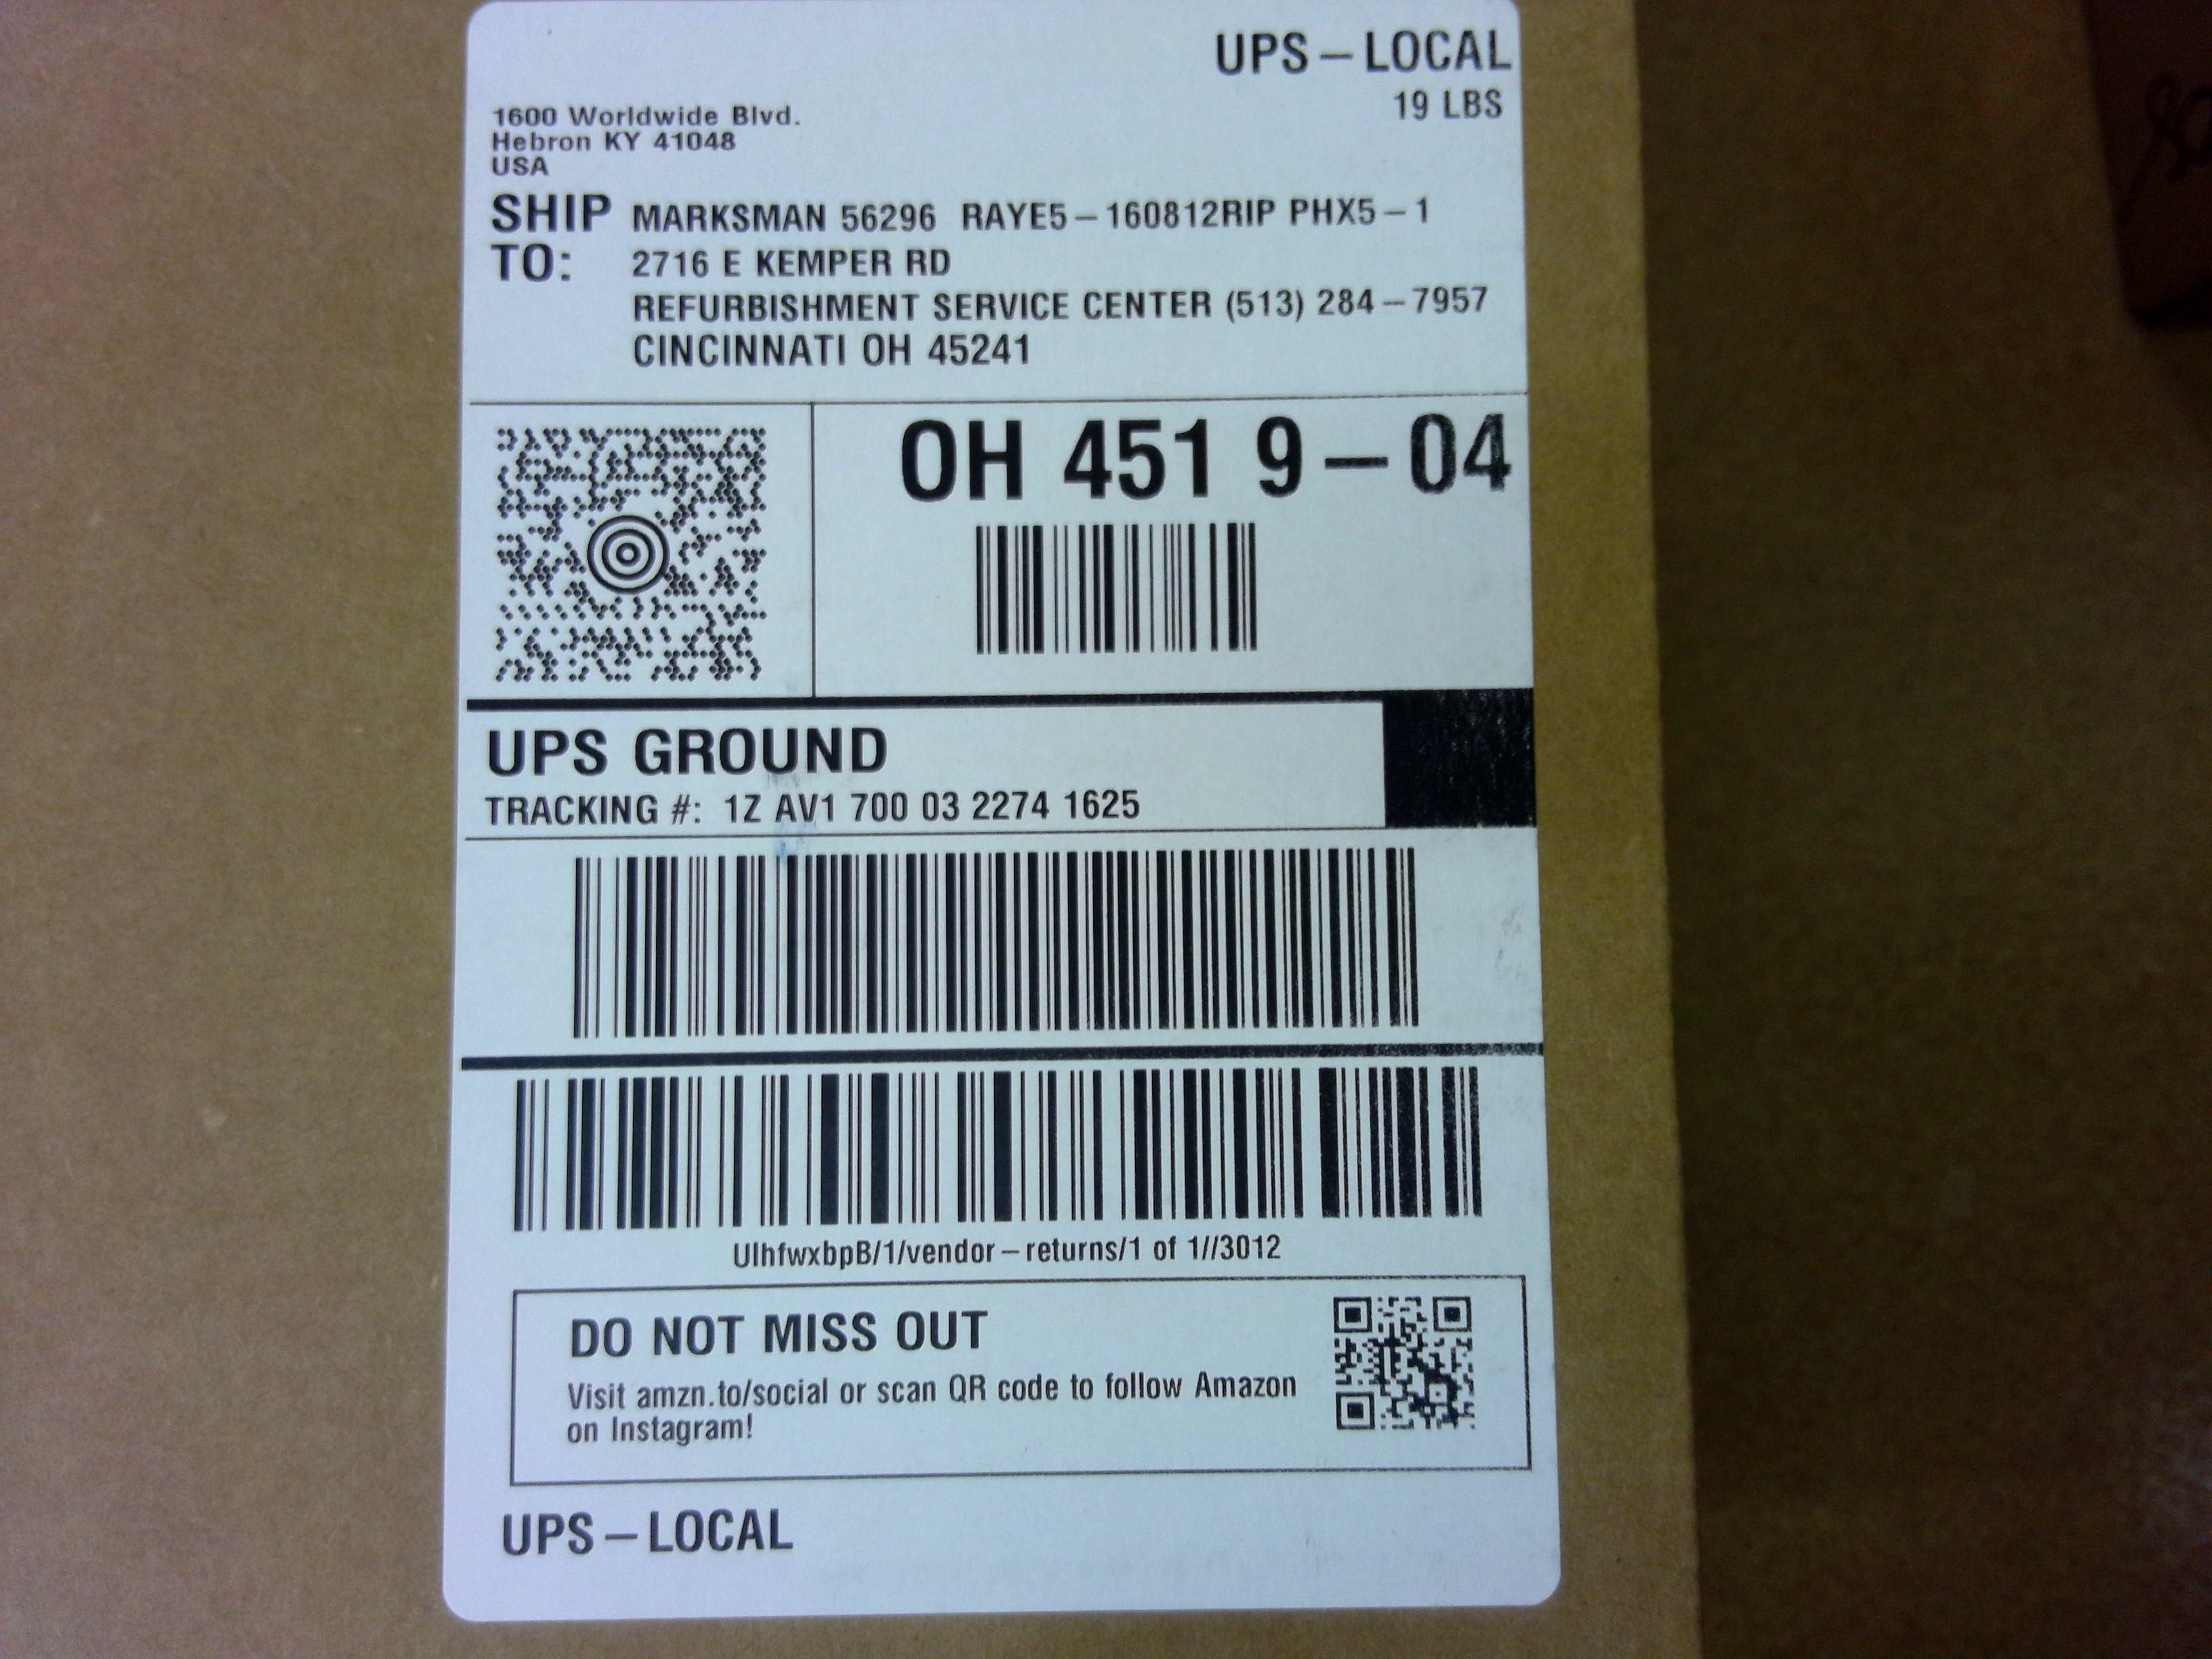 UPS – LOCAL
19 LBS
1600 Worldwide Blvd.
Hebron KY 41048
USA
SHIP TO: MARKSMAN 56296 RAYE5 – 160812RIP PHX5 – 1
2716 E KEMPER RD
REFURBISHMENT SERVICE CENTER (513) 284 – 7957
CINCINNATI OH 45241
OH 451 9 – 04
UPS GROUND
TRACKING #: 1Z AV1 700 03 2274 1625
UlhfwxbpB/1/vendor – returns/1 of 1//3012
DO NOT MISS OUT
Visit amzn.to/social or scan QR code to follow Amazon
on Instagram!
UPS – LOCAL